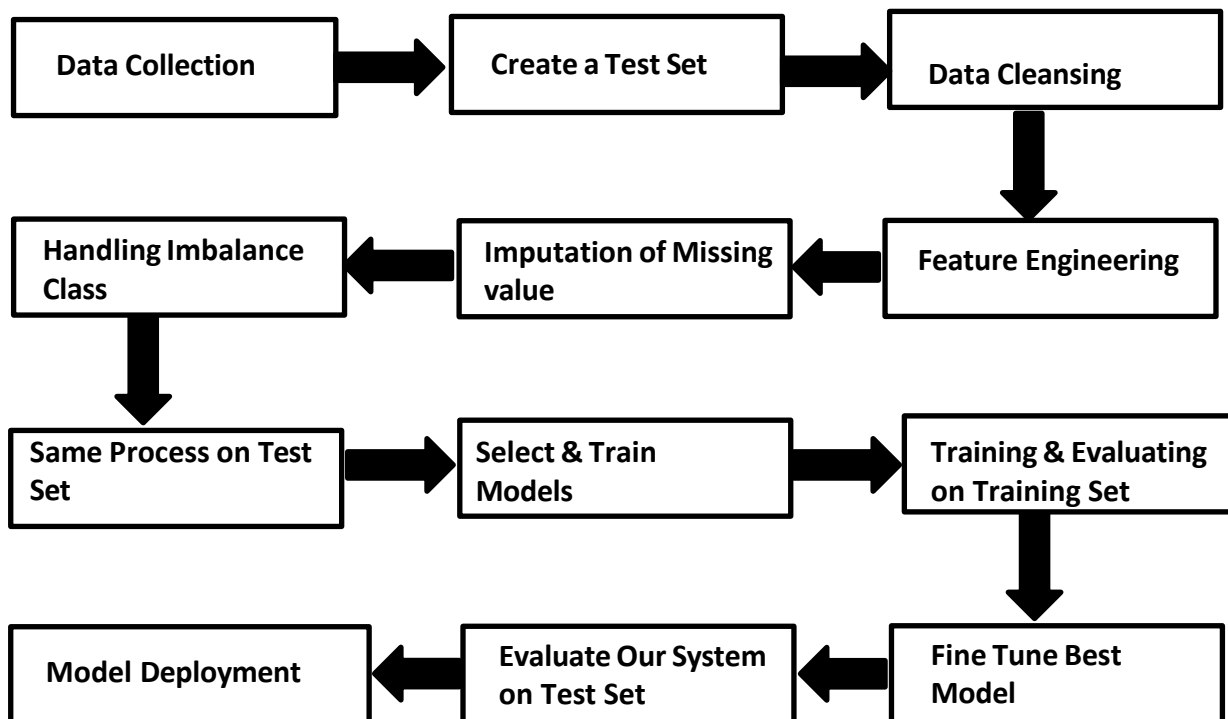 Data Collection
Create a Test Set
Data Cleansing
Feature Engineering
Imputation of Missing
value
Handling Imbalance
Class
Same Process on Test
Set
Select & Train
Models
Training & Evaluating
on Training Set
Fine Tune Best
Model
Evaluate Our System
on Test Set
Model Deployment